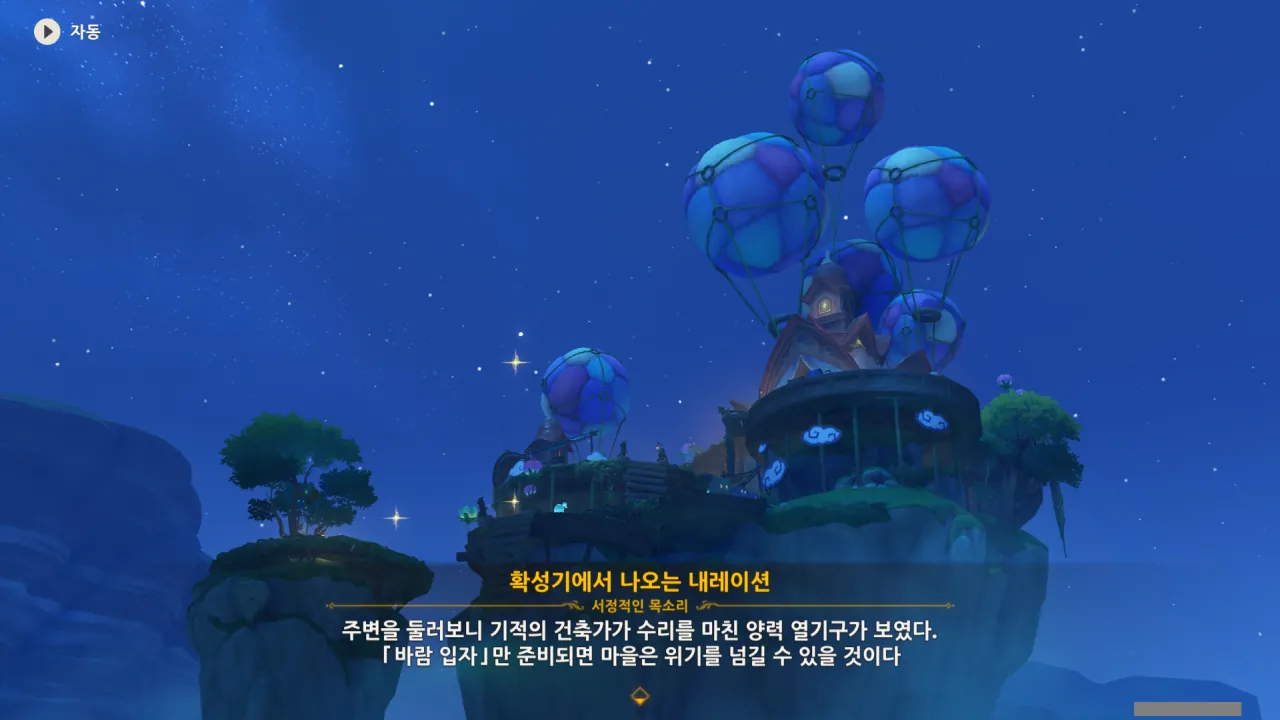 자동
확성기에서 나오는 내레이션
서정적인 목소리
주변을 둘러보니 기적의 건축가가 수리를 마친 양력 열기구가 보였다.
「바람 입자」만 준비되면 마을은 위기를 넘길 수 있을 것이다